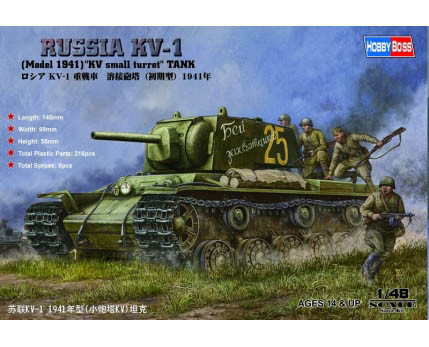 RUSSIA KV-1
HOBBY BOSS
(Model 1941)"KV small turret" TANK
ロシア KV-1 重戦車 溶接砲塔 (初期型) 1941年
★ Length: 145mm
★ Width: 69mm
★ Height: 58mm
★ Total Plastic Parts: 218pcs
★ Total Sprues: 8pcs
Бей
25
AGES 14 & UP
1/48
SCALE
苏联KV-1 1941年型(小炮塔KV)坦克